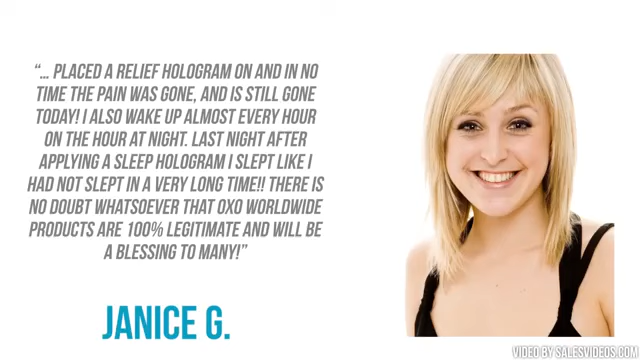 “... PLACED A RELIEF HOLOGRAM ON AND IN NO
TIME THE PAIN WAS GONE, AND IS STILL GONE
TODAY! I ALSO WAKE UP ALMOST EVERY HOUR
ON THE HOUR AT NIGHT. LAST NIGHT AFTER
APPLYING A SLEEP HOLOGRAM I SLEPT LIKE I
HAD NOT SLEPT IN A VERY LONG TIME!! THERE IS
NO DOUBT WHATSOEVER THAT OXO WORLDWIDE
PRODUCTS ARE 100% LEGITIMATE AND WILL BE
A BLESSING TO MANY!”
JANICE G.
VIDEO BY SALESVIDEOS.COM